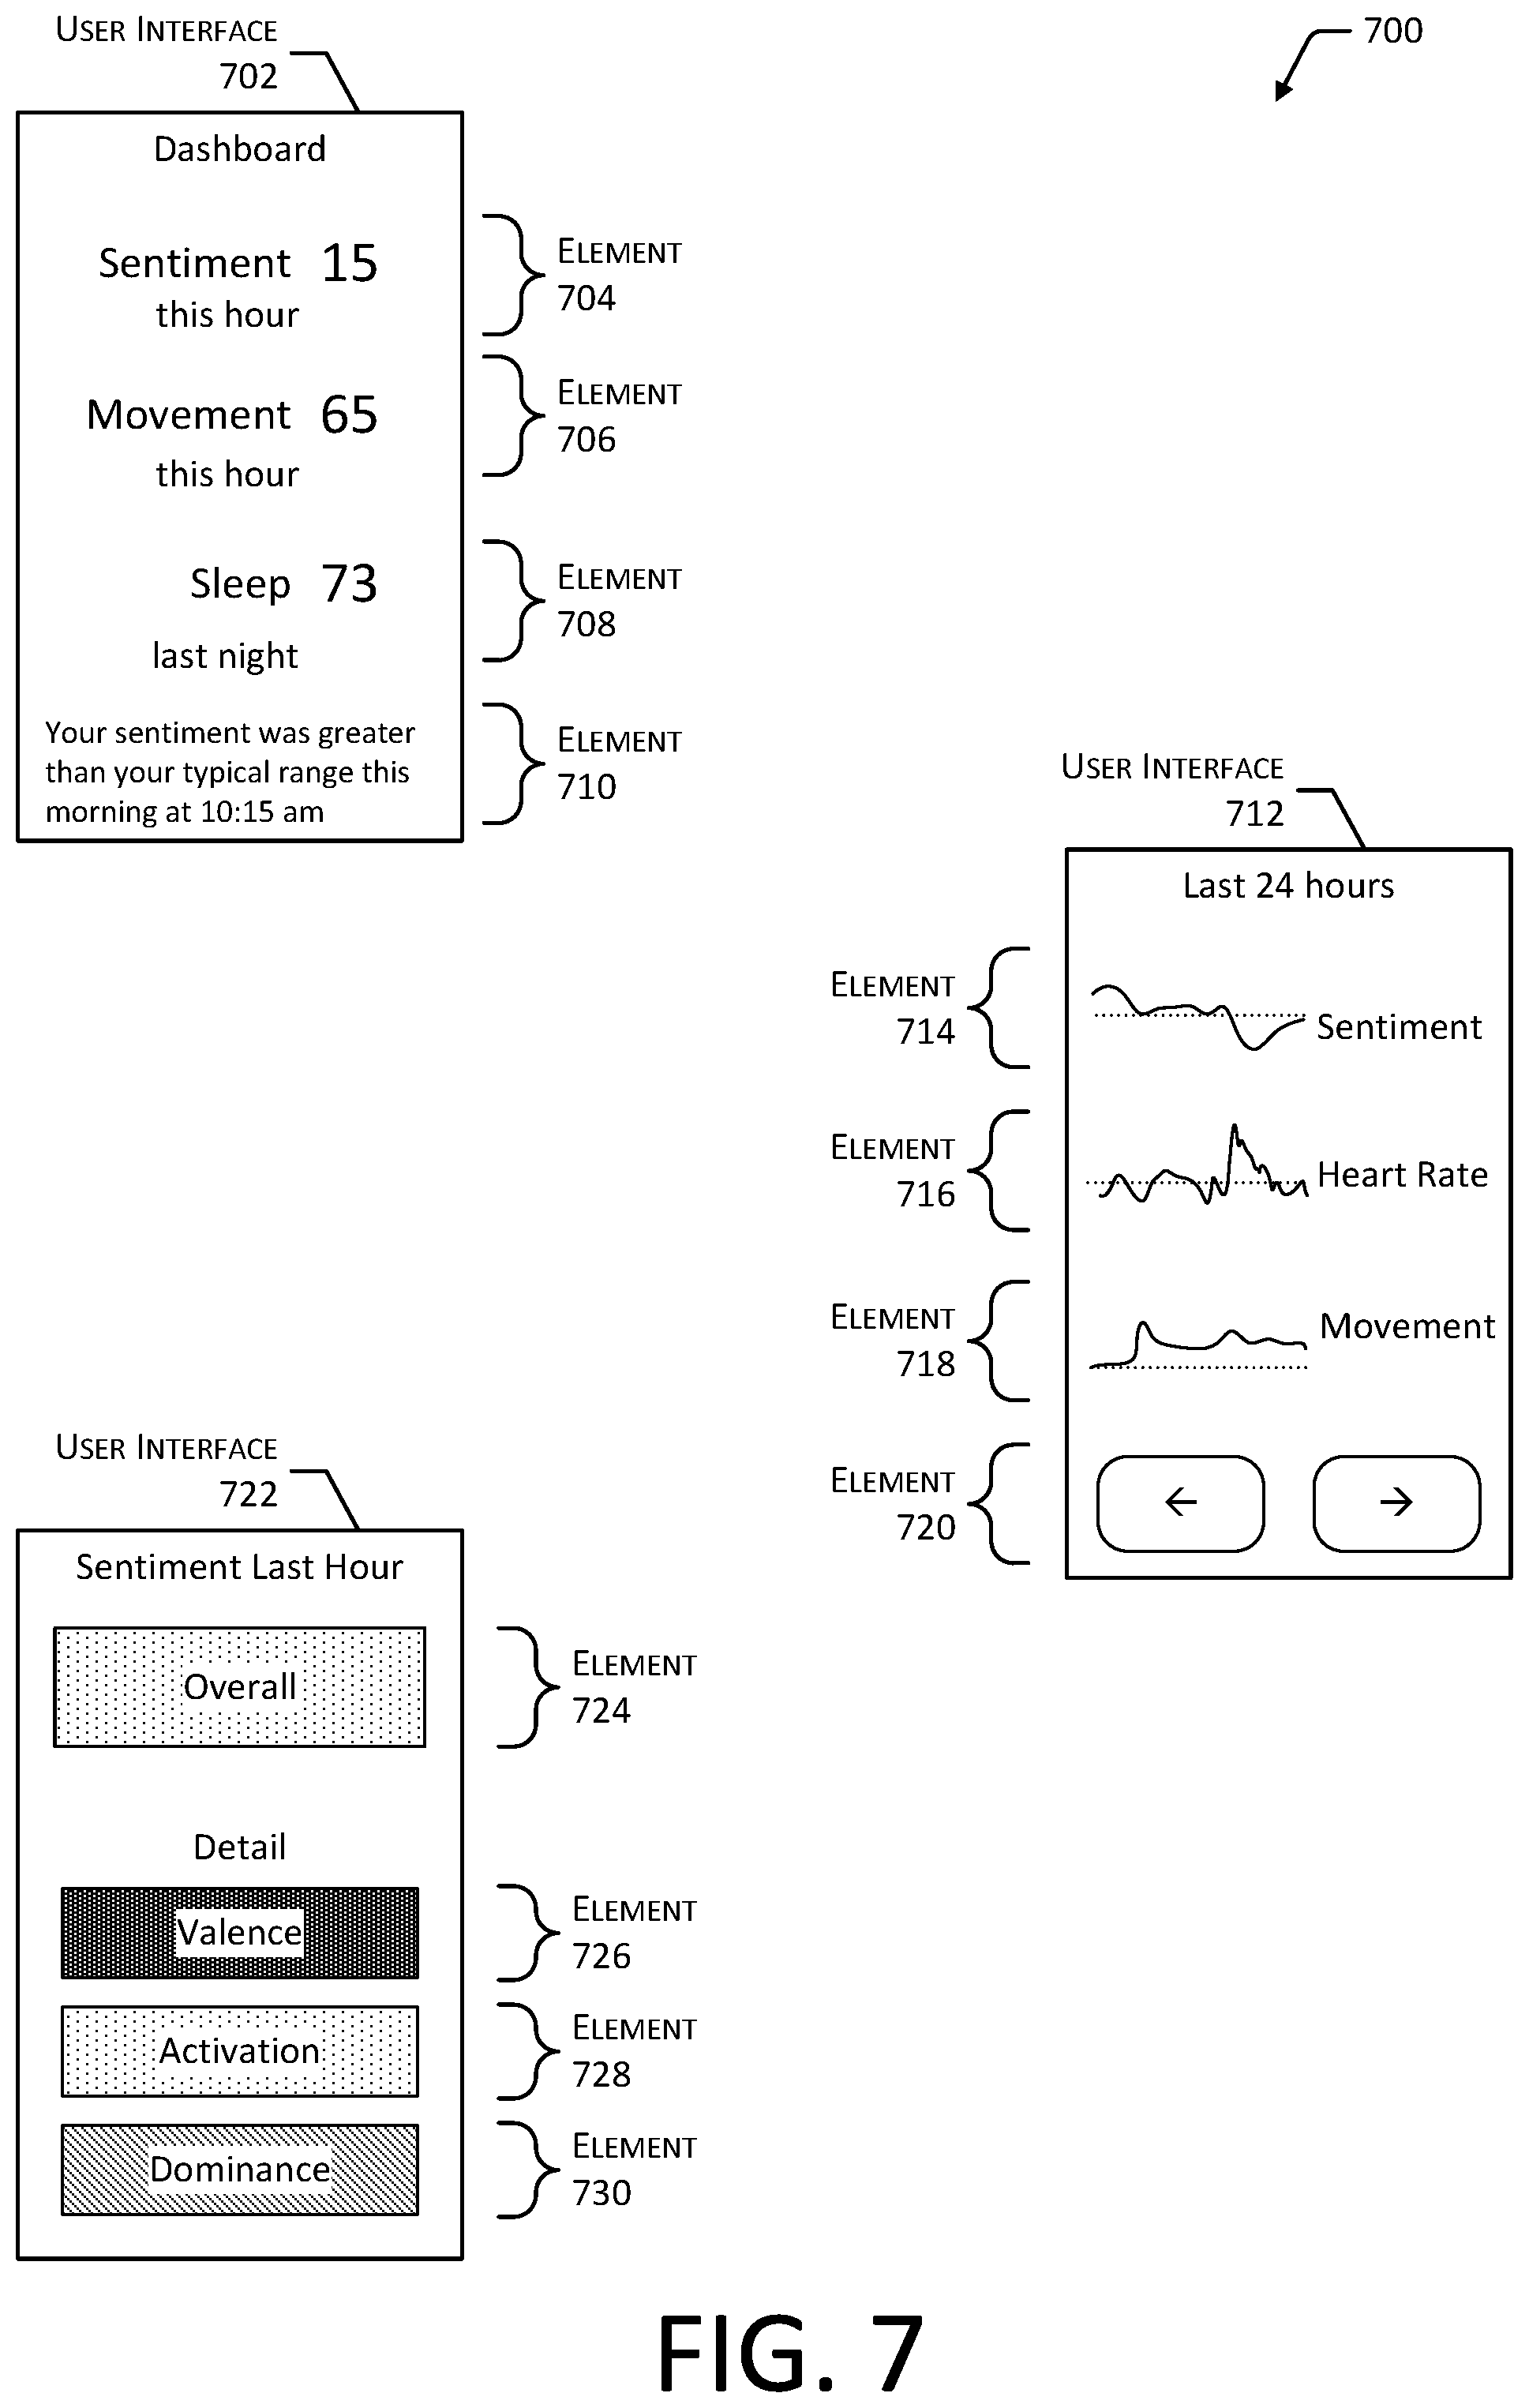 USER INTERFACE
702
700
Dashboard
Sentiment 15
this hour
ELEMENT
704
Movement 65
this hour
ELEMENT
706
Sleep 73
last night
ELEMENT
708
Your sentiment was greater
than your typical range this
morning at 10:15 am
ELEMENT
710
USER INTERFACE
712
Last 24 hours
ELEMENT
714
Sentiment
ELEMENT
716
Heart Rate
ELEMENT
718
Movement
ELEMENT
720
← →
USER INTERFACE
722
Sentiment Last Hour
Overall
ELEMENT
724
Detail
Valence
ELEMENT
726
Activation
ELEMENT
728
Dominance
ELEMENT
730
FIG. 7